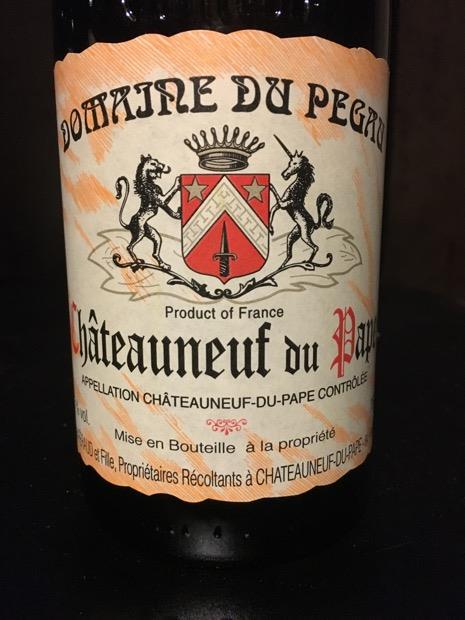 DOMAINE DU PEGAU
Product of France
Châteauneuf du Pape
APPELLATION CHÂTEAUNEUF-DU-PAPE CONTRÔLÉE
vol.
Mise en Bouteille à la propriété
et Fille, Propriétaires Récoltants à CHATEAUNEUF-DU-PAPE